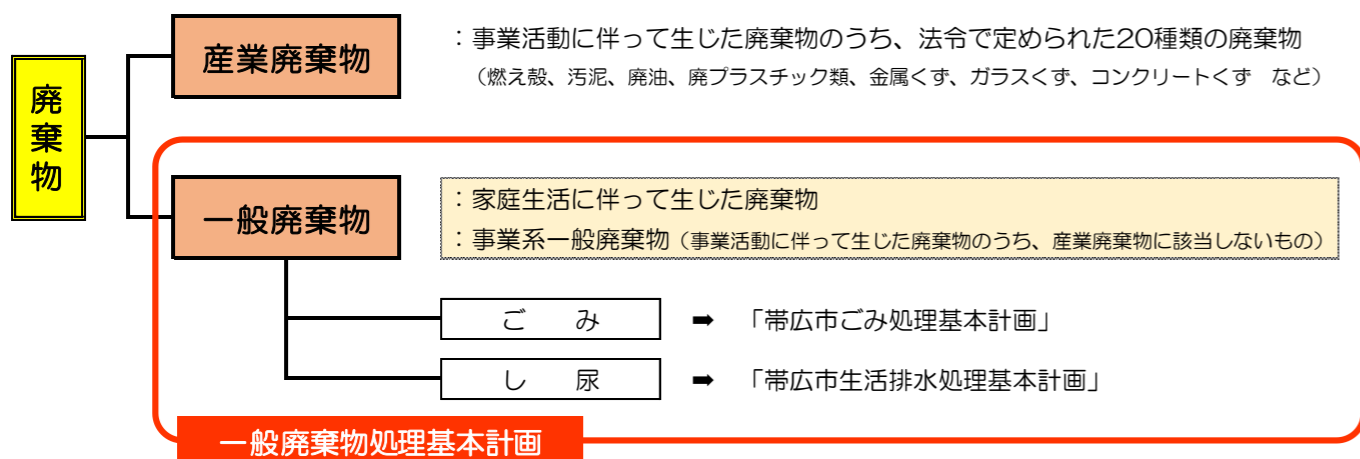 廃棄物
産業廃棄物
：事業活動に伴って生じた廃棄物のうち、法令で定められた20種類の廃棄物
（燃え殻、汚泥、廃油、廃プラスチック類、金属くず、ガラスくず、コンクリートくず　など）
一般廃棄物
：家庭生活に伴って生じた廃棄物
：事業系一般廃棄物（事業活動に伴って生じた廃棄物のうち、産業廃棄物に該当しないもの）
ご　み　➡　「帯広市ごみ処理基本計画」
し　尿　➡　「帯広市生活排水処理基本計画」
一般廃棄物処理基本計画